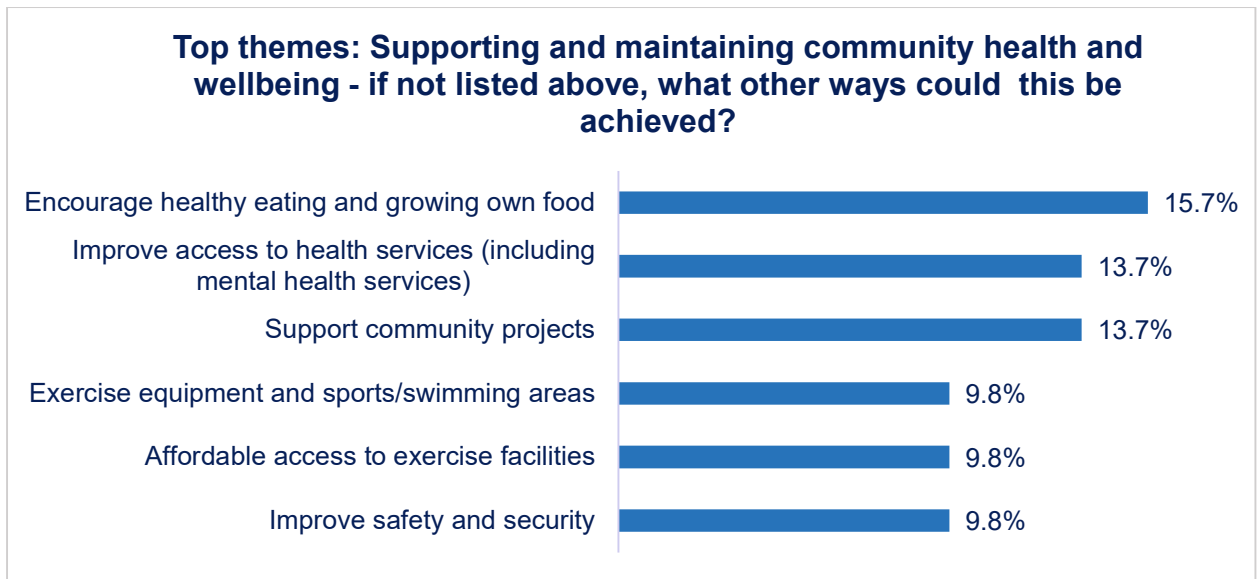 Top themes: Supporting and maintaining community health and
wellbeing - if not listed above, what other ways could this be
achieved?
Encourage healthy eating and growing own food
15.7%
Improve access to health services (including
mental health services)
13.7%
Support community projects
13.7%
Exercise equipment and sports/swimming areas
9.8%
Affordable access to exercise facilities
9.8%
Improve safety and security
9.8%